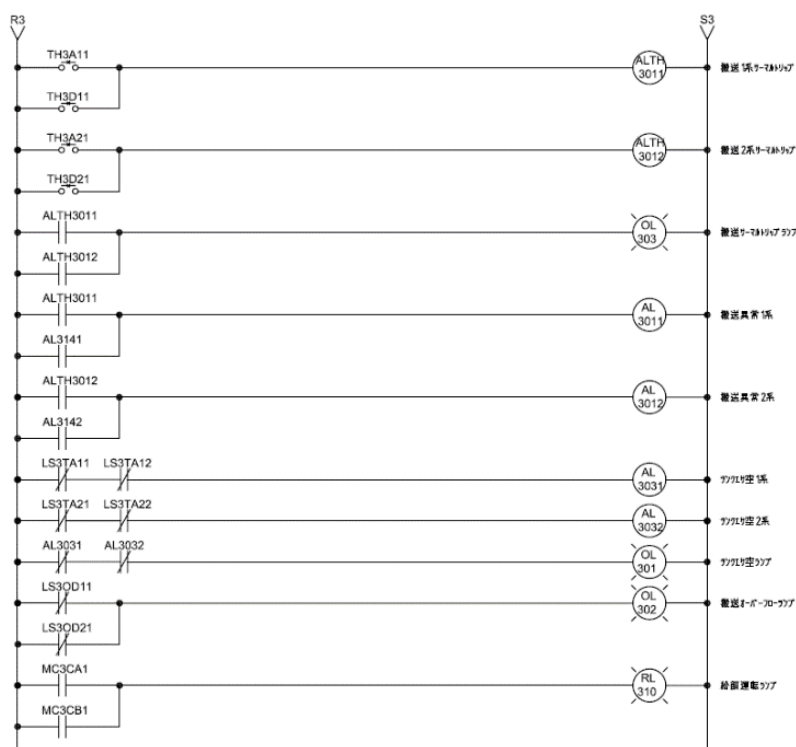 R3 S3
TH3A11 ALTH 3011 搬送1系サーマルトリップ
TH3D11
TH3A21 ALTH 3012 搬送2系サーマルトリップ
TH3D21
ALTH3011 OL 303 搬送サーマルトリップランプ
ALTH3012
ALTH3011 AL 3011 搬送異常1系
AL3141
ALTH3012 AL 3012 搬送異常2系
AL3142
LS3TA11 LS3TA12 AL 3031 タンクエサ空1系
LS3TA21 LS3TA22 AL 3032 タンクエサ空2系
AL3031 AL3032 OL 301 タンクエサ空ランプ
LS3OD11 OL 302 搬送オーバーフローランプ
LS3OD21
MC3CA1 RL 310 給餌運転ランプ
MC3CB1